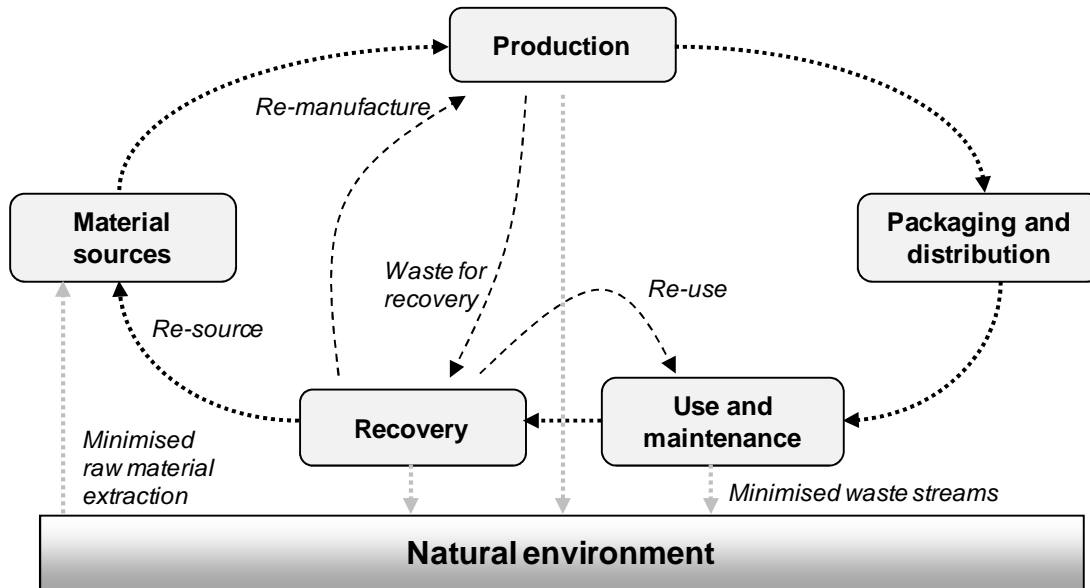 Production
Re-manufacture
Material
sources
Packaging and
distribution
Waste for
recovery
Re-use
Re-source
Recovery
Use and
maintenance
Minimised
raw material
extraction
Minimised waste streams
Natural environment